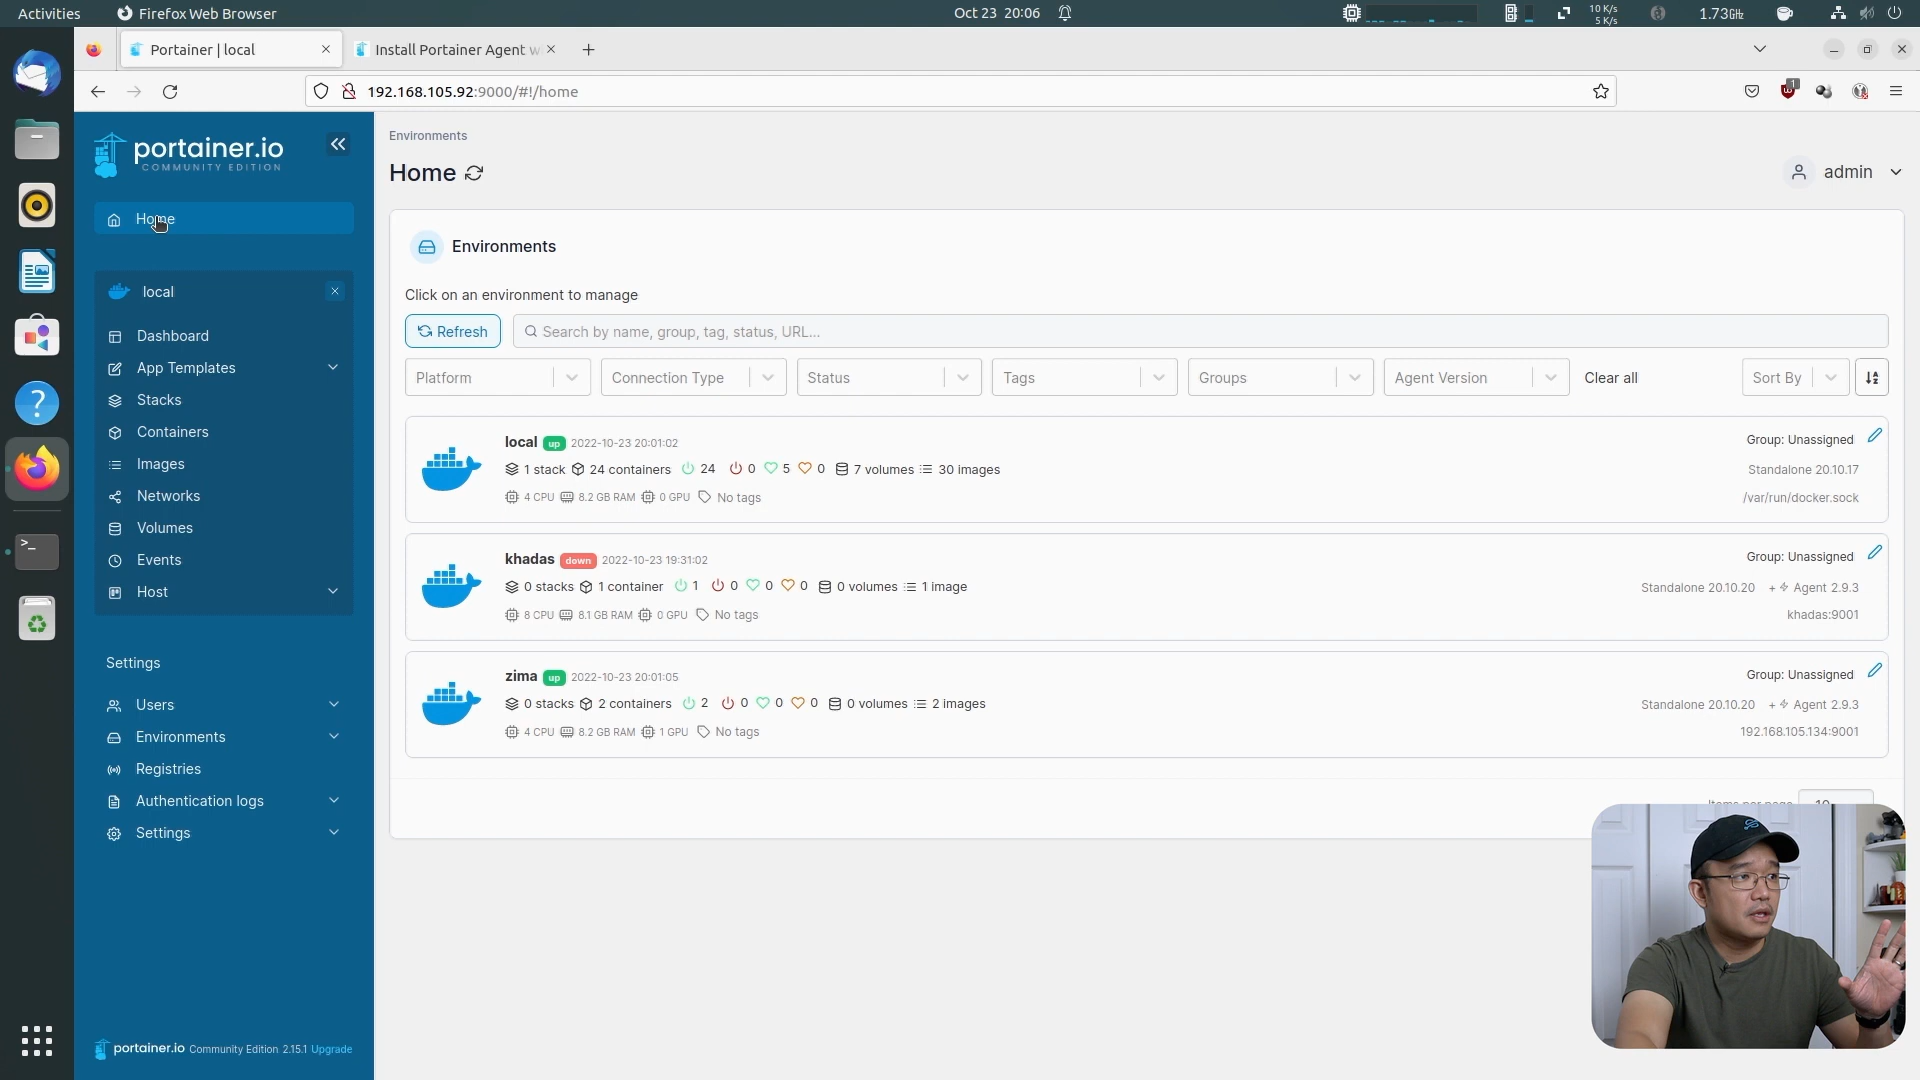 Activities
Firefox Web Browser
Oct 23 20:06
10 K/s
5 K/s
1.73GHz
Portainer | local
Install Portainer Agent w
192.168.105.92:9000/#!/home
1
portainer.io
COMMUNITY EDITION
Home
local
Dashboard
App Templates
Stacks
Containers
Images
Networks
Volumes
Events
Host
Settings
Users
Environments
Registries
Authentication logs
Settings
portainer.io Community Edition 2.15.1 Upgrade
Environments
Home
admin
Environments
Click on an environment to manage
Refresh
Search by name, group, tag, status, URL...
Platform
Connection Type
Status
Tags
Groups
Agent Version
Clear all
Sort By
local up 2022-10-23 20:01:02
Group: Unassigned
1 stack 24 containers 24 0 5 0 7 volumes 30 images
Standalone 20.10.17
4 CPU 8.2 GB RAM 0 GPU No tags
/var/run/docker.sock
khadas down 2022-10-23 19:31:02
Group: Unassigned
0 stacks 1 container 1 0 0 0 0 volumes 1 image
Standalone 20.10.20 + Agent 2.9.3
8 CPU 8.1 GB RAM 0 GPU No tags
khadas:9001
zima up 2022-10-23 20:01:05
Group: Unassigned
0 stacks 2 containers 2 0 0 0 0 volumes 2 images
Standalone 20.10.20 + Agent 2.9.3
4 CPU 8.2 GB RAM 1 GPU No tags
192.168.105.134:9001
Items per page 10